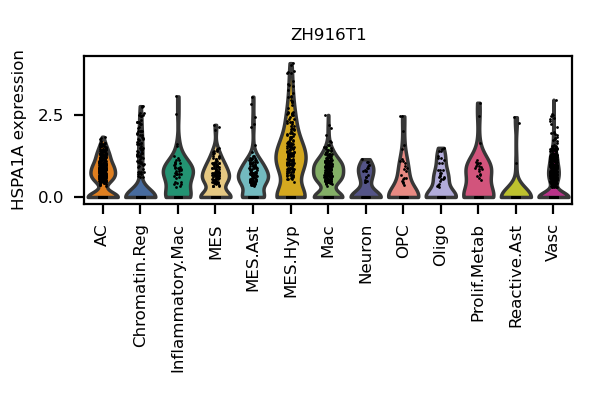 ZH916T1
HSPA1A expression
2.5
0.0
AC
Chromatin.Reg
Inflammatory.Mac
MES
MES.Ast
MES.Hyp
Mac
Neuron
OPC
Oligo
Prolif.Metab
Reactive.Ast
Vasc